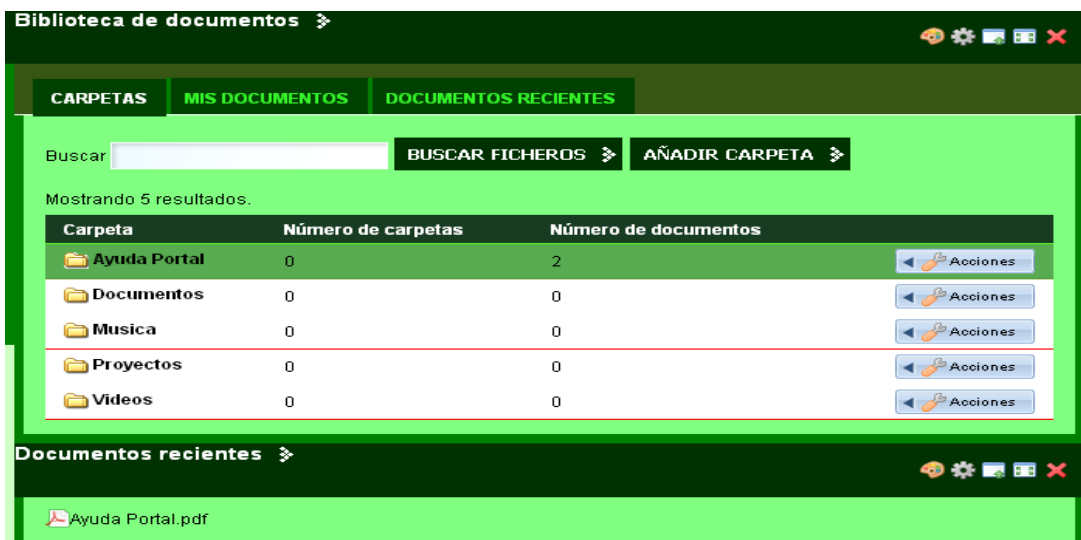 Biblioteca de documentos
CARPETAS MIS DOCUMENTOS DOCUMENTOS RECIENTES
Buscar BUSCAR FICHEROS AÑADIR CARPETA
Mostrando 5 resultados.
Carpeta Número de carpetas Número de documentos
Ayuda Portal 0 2 Acciones
Documentos 0 0 Acciones
Musica 0 0 Acciones
Proyectos 0 0 Acciones
Videos 0 0 Acciones
Documentos recientes
Ayuda Portal.pdf